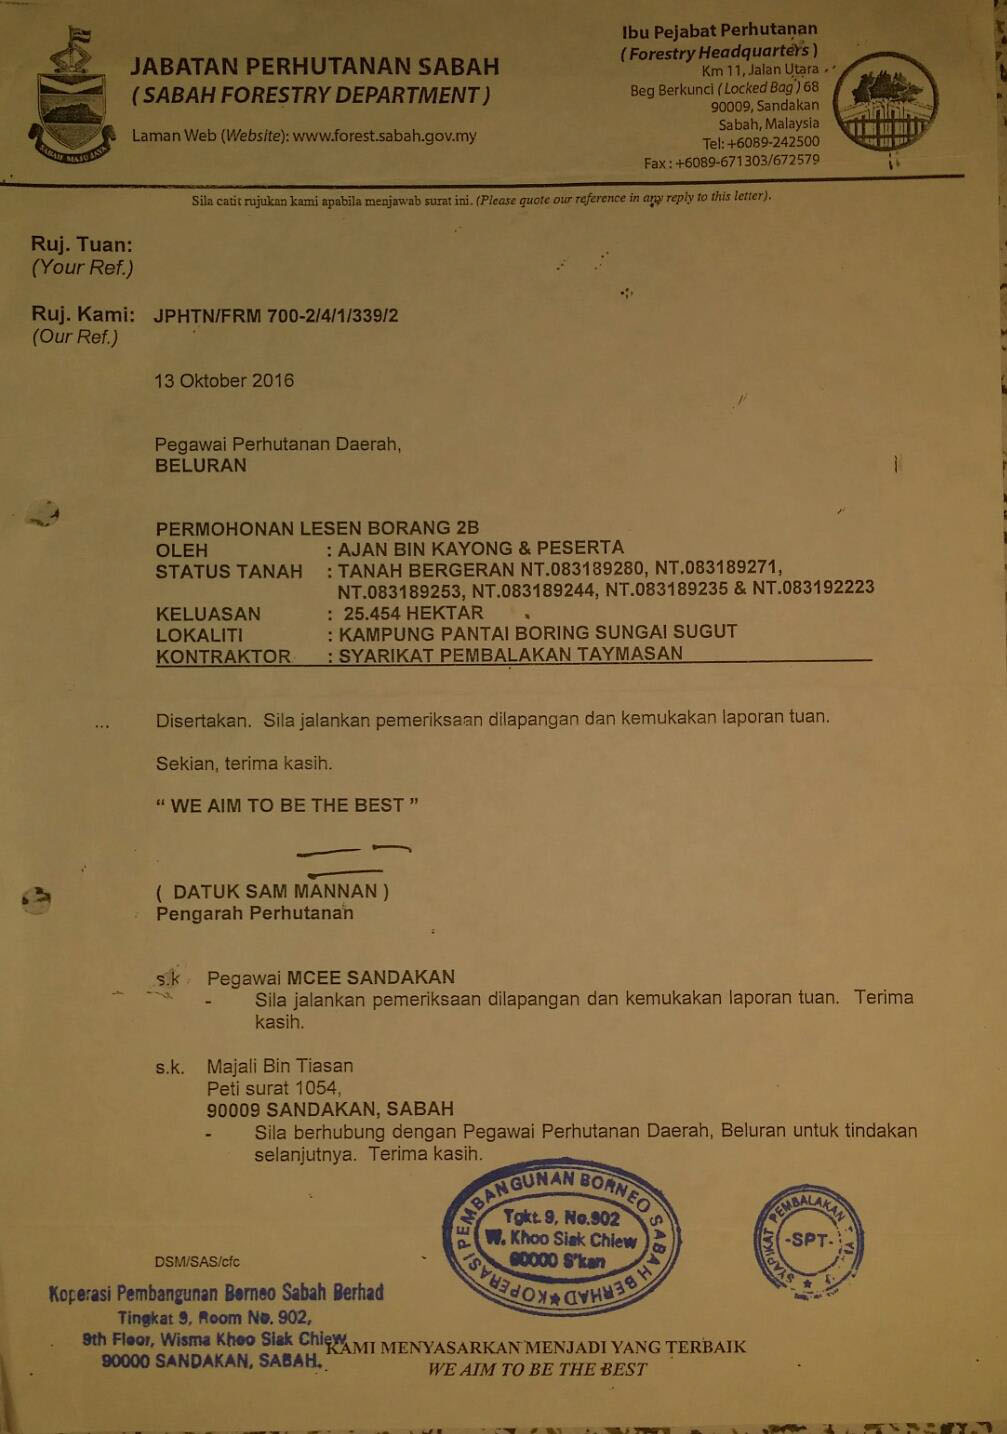 JABATAN PERHUTANAN SABAH
( SABAH FORESTRY DEPARTMENT )
Laman Web (Website): www.forest.sabah.gov.my
SABAH MAJU JAYA
Ibu Pejabat Perhutanan
( Forestry Headquarters )
Km 11, Jalan Utara
Beg Berkunci ( Locked Bag ) 68
90009, Sandakan
Sabah, Malaysia
Tel: +6089-242500
Fax : +6089-671303/672579
Sila catit rujukan kami apabila menjawab surat ini. (Please quote our reference in any reply to this letter).
Ruj. Tuan:
(Your Ref.)
Ruj. Kami: JPHTN/FRM 700-2/4/1/339/2
(Our Ref.)
13 Oktober 2016
Pegawai Perhutanan Daerah,
BELURAN
PERMOHONAN LESEN BORANG 2B
OLEH : AJAN BIN KAYONG & PESERTA
STATUS TANAH : TANAH BERGERAN NT.083189280, NT.083189271,
NT.083189253, NT.083189244, NT.083189235 & NT.083192223
KELUASAN : 25.454 HEKTAR
LOKALITI : KAMPUNG PANTAI BORING SUNGAI SUGUT
KONTRAKTOR : SYARIKAT PEMBALAKAN TAYMASAN
... Disertakan. Sila jalankan pemeriksaan dilapangan dan kemukakan laporan tuan.
Sekian, terima kasih.
“ WE AIM TO BE THE BEST ”
( DATUK SAM MANNAN )
Pengarah Perhutanan
s.k Pegawai MCEE SANDAKAN
- Sila jalankan pemeriksaan dilapangan dan kemukakan laporan tuan. Terima
kasih.
s.k. Majali Bin Tiasan
Peti surat 1054,
90009 SANDAKAN, SABAH
- Sila berhubung dengan Pegawai Perhutanan Daerah, Beluran untuk tindakan
selanjutnya. Terima kasih.
KOPERASI PEMBANGUNAN BORNEO SABAH BERHAD
Tgkt. 9, No.902
W. Khoo Siak Chiew
90000 S'kan
SYARIKAT PEMBALAKAN
-SPT-
DSM/SAS/cfc
Koperasi Pembangunan Borneo Sabah Berhad
Tingkat 9, Room No. 902,
9th Floor, Wisma Khoo Siak Chiew
90000 SANDAKAN, SABAH.
KAMI MENYASARKAN MENJADI YANG TERBAIK
WE AIM TO BE THE BEST